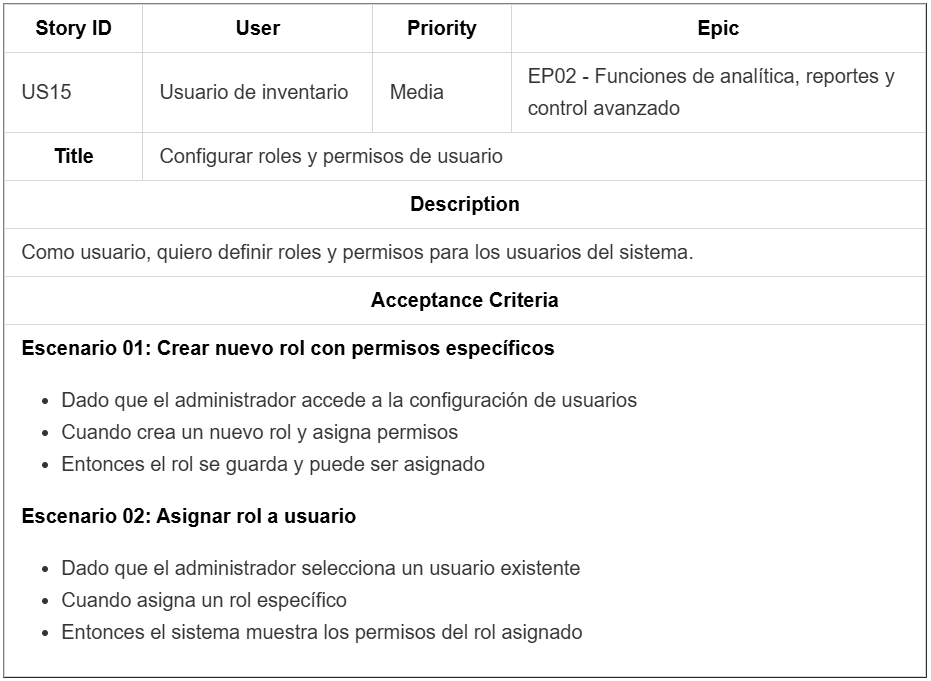 Story ID User Priority Epic
US15 Usuario de inventario Media EP02 - Funciones de analítica, reportes y
control avanzado
Title Configurar roles y permisos de usuario
Description
Como usuario, quiero definir roles y permisos para los usuarios del sistema.
Acceptance Criteria
Escenario 01: Crear nuevo rol con permisos específicos
• Dado que el administrador accede a la configuración de usuarios
• Cuando crea un nuevo rol y asigna permisos
• Entonces el rol se guarda y puede ser asignado
Escenario 02: Asignar rol a usuario
• Dado que el administrador selecciona un usuario existente
• Cuando asigna un rol específico
• Entonces el sistema muestra los permisos del rol asignado